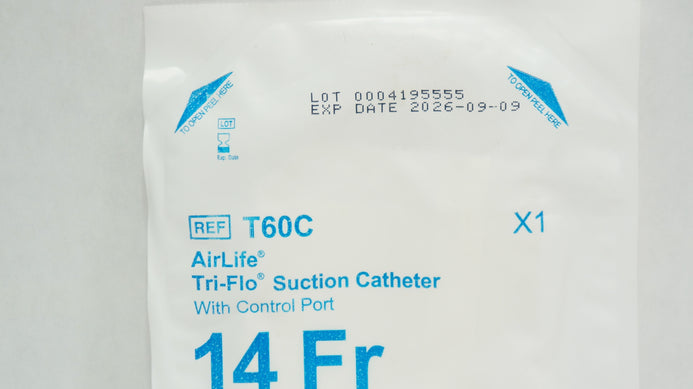 LOT 0004195555
EXP DATE 2026-09-09
TO OPEN PEEL HERE
TO OPEN PEEL HERE
LOT
Exp. Date
REF T60C X1
AirLife®
Tri-Flo® Suction Catheter
With Control Port
14 Fr